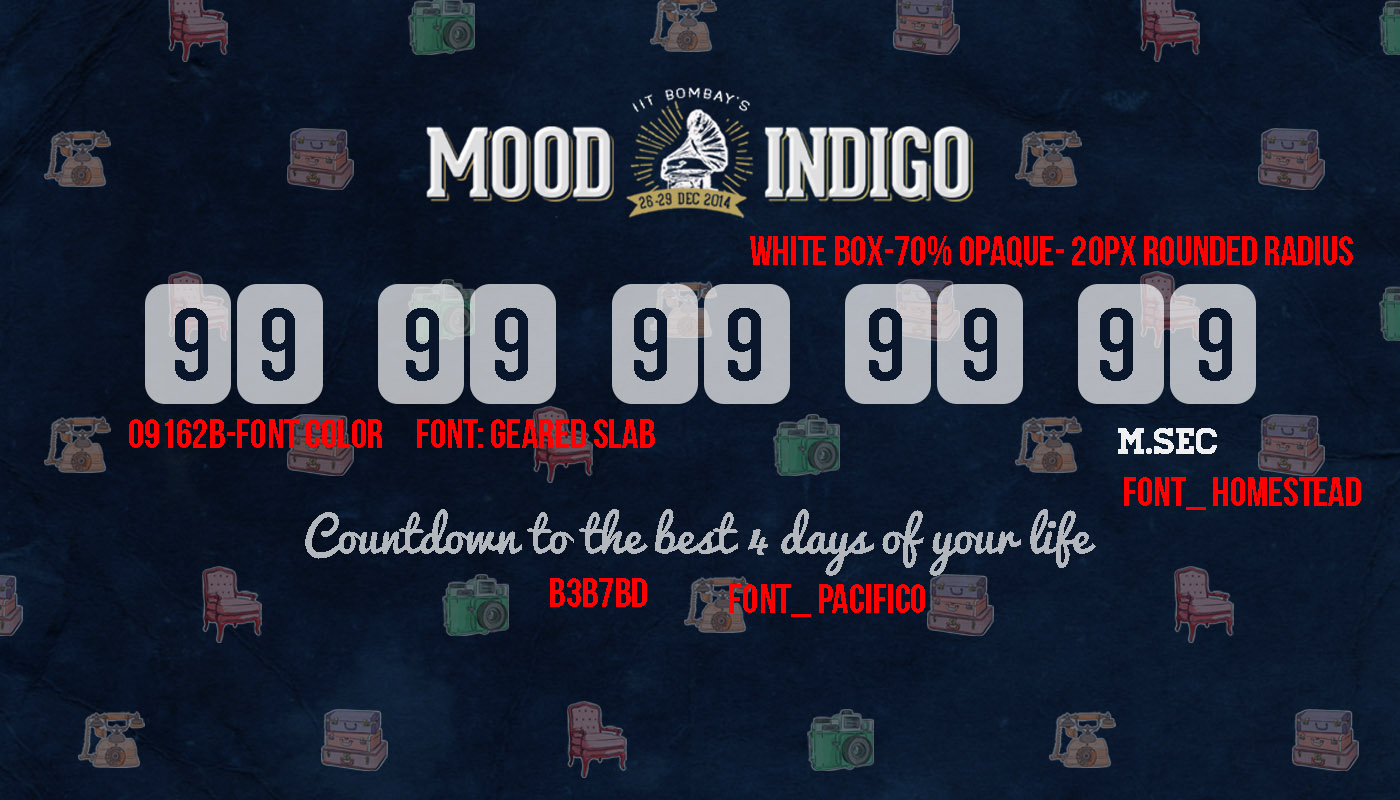 IIT BOMBAY'S
MOOD INDIGO
26-29 DEC 2014
WHITE BOX-70% OPAQUE- 20PX ROUNDED RADIUS
9 9 9 9 9 9 9 9 9 9
09162B-FONT COLOR FONT: GEARED SLAB
M.SEC
FONT_ HOMESTEAD
Countdown to the best 4 days of your life
B3B7BD FONT_ PACIFICO